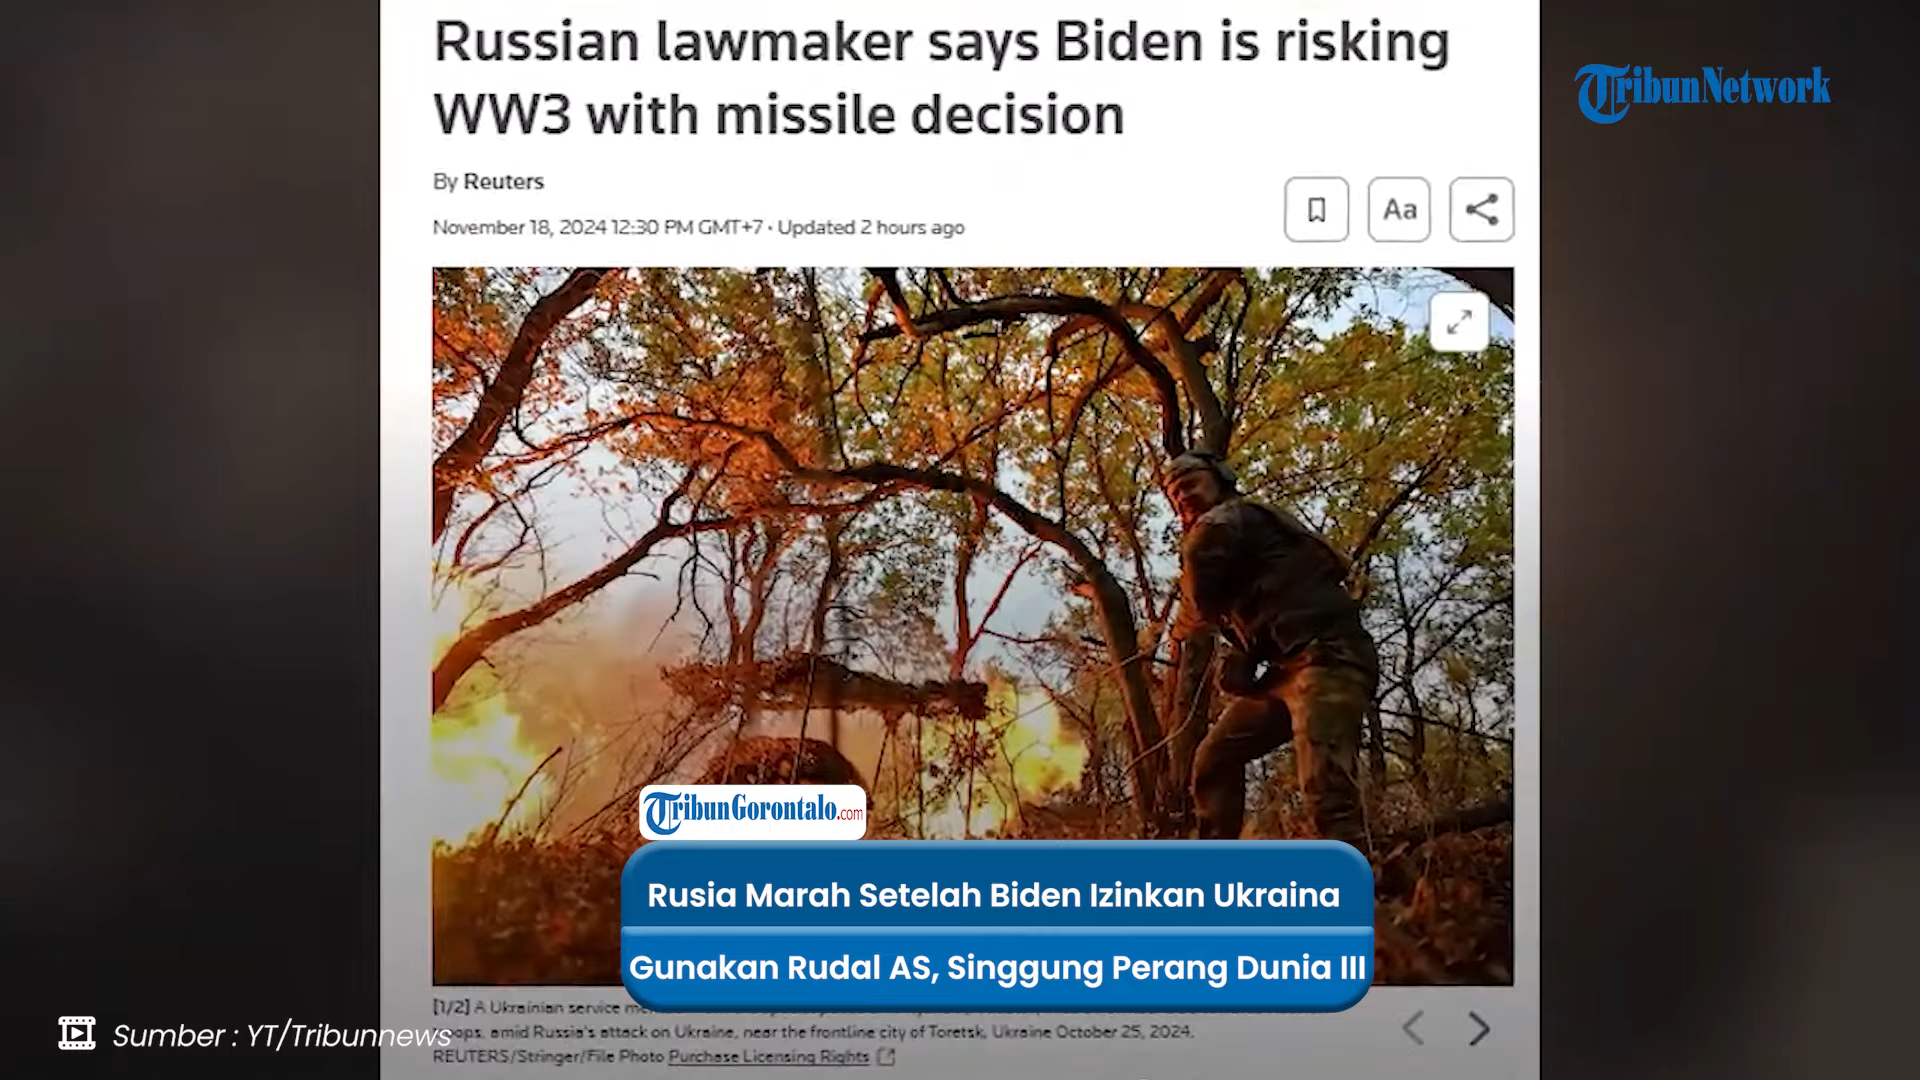 Russian lawmaker says Biden is risking
WW3 with missile decision
TribunNetwork
By Reuters
November 18, 2024 12:30 PM GMT+7 • Updated 2 hours ago
Aa
TribunGorontalo.com
Rusia Marah Setelah Biden Izinkan Ukraina
Gunakan Rudal AS, Singgung Perang Dunia III
[1/2] A Ukrainian service
amid Russia's attack on Ukraine, near the frontline city of Toretsk, Ukraine October 25, 2024.
Sumber : YT/Tribunnews
REUTERS/Stringer/File Photo Purchase Licensing Rights